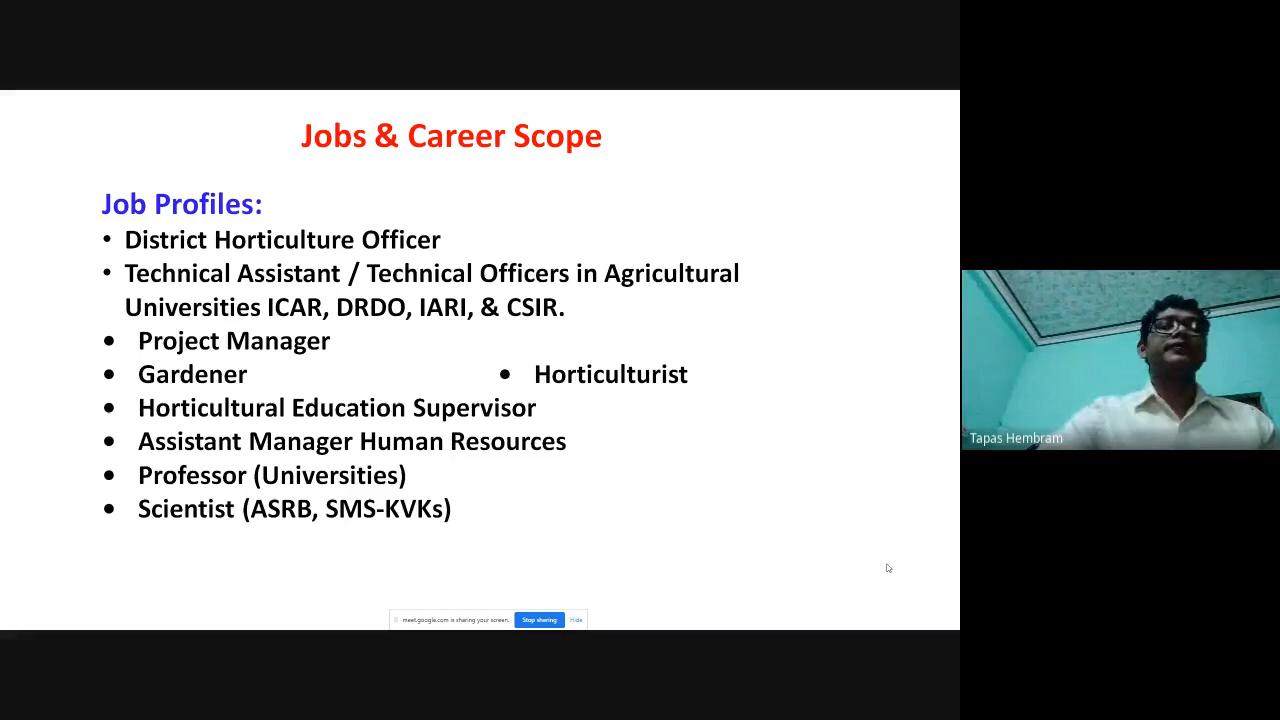 Jobs & Career Scope
Job Profiles:
• District Horticulture Officer
• Technical Assistant / Technical Officers in Agricultural
Universities ICAR, DRDO, IARI, & CSIR.
• Project Manager
• Gardener • Horticulturist
• Horticultural Education Supervisor
• Assistant Manager Human Resources
• Professor (Universities)
• Scientist (ASRB, SMS-KVKs)
meet.google.com is sharing your screen. Stop sharing Hide
Tapas Hembram